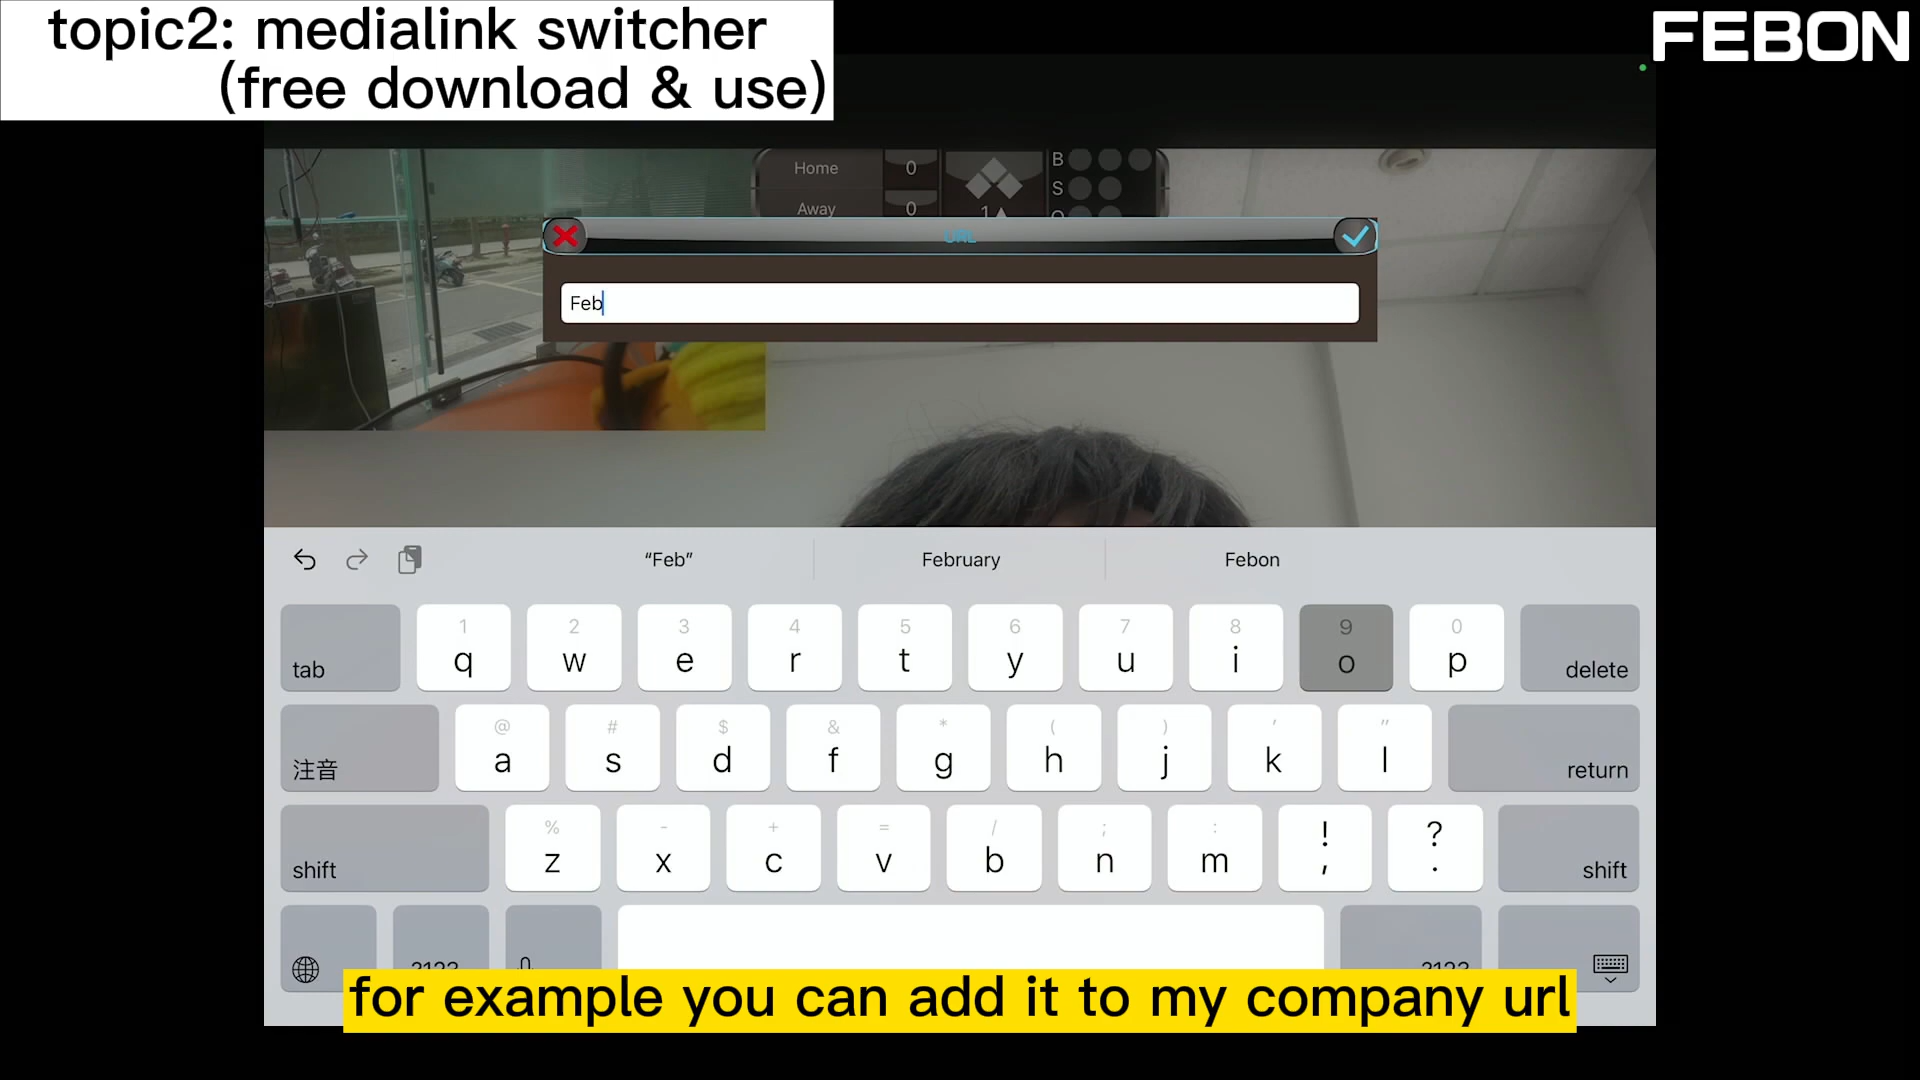 topic2: medialink switcher
(free download & use)
FEBON
Home 0
Away 0
1
B
S
URL
Feb
“Feb” February Febon
1 2 3 4 5 6 7 8 9 0
tab q w e r t y u i o p delete
@ # $ & * ( ) ' "
注音 a s d f g h j k l return
% - + = / ; : ! ?
shift z x c v b n m , . shift
for example you can add it to my company url